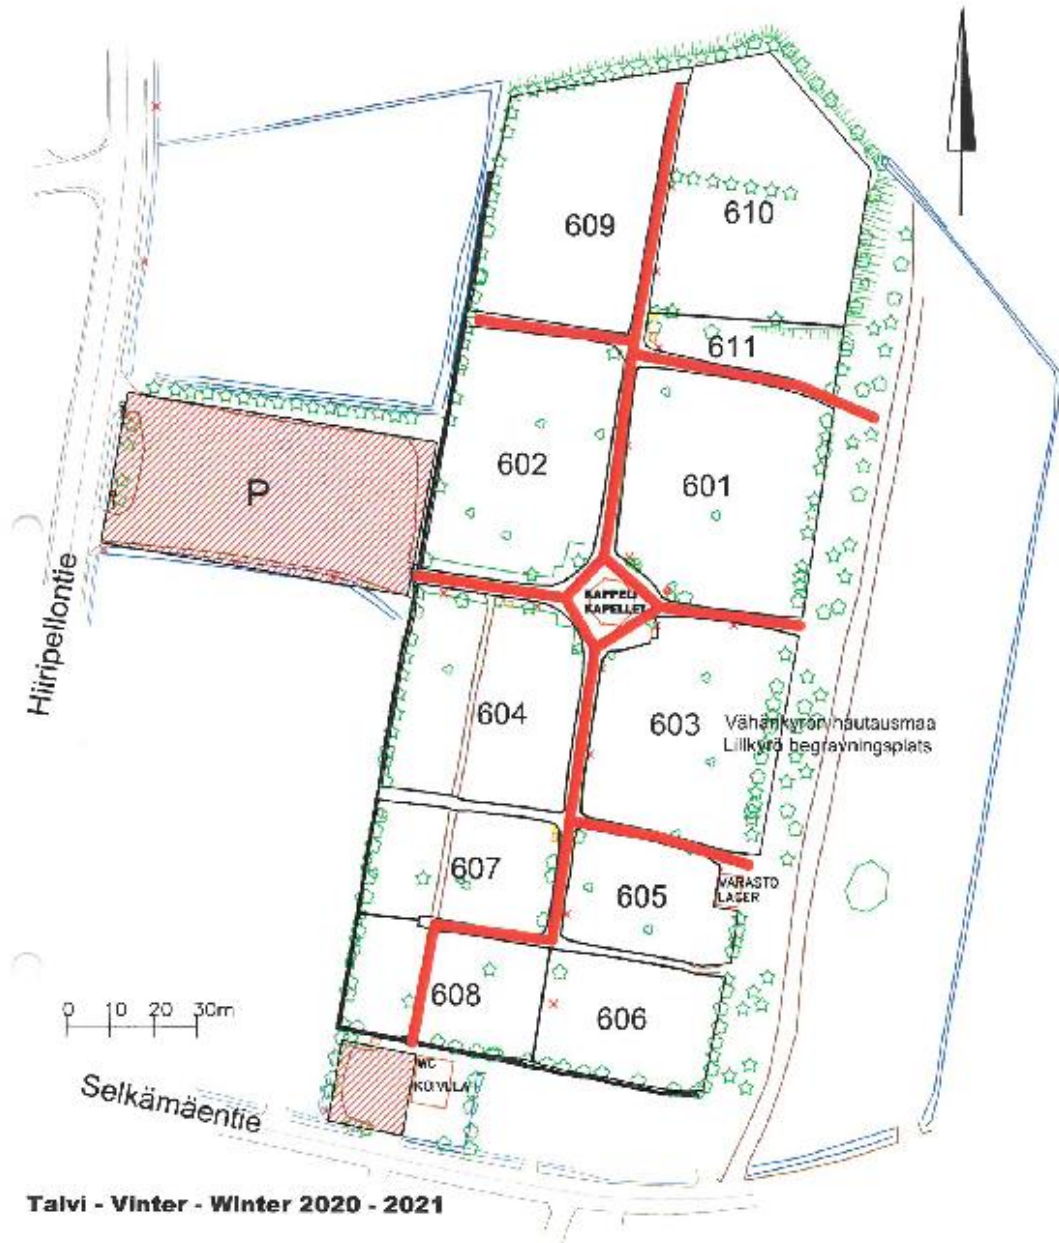 609
610
611
602
601
P
KAPPELI
KAPELLET
Hiiripellontie
604
603
Vähänkyrön hautausmaa
Lillkyrö begravningsplats
607
605
VARASTO
LAGER
608
606
0 10 20 30m
WC
KOIVULA
Selkämäentie
Talvi - Vinter - Winter 2020 - 2021